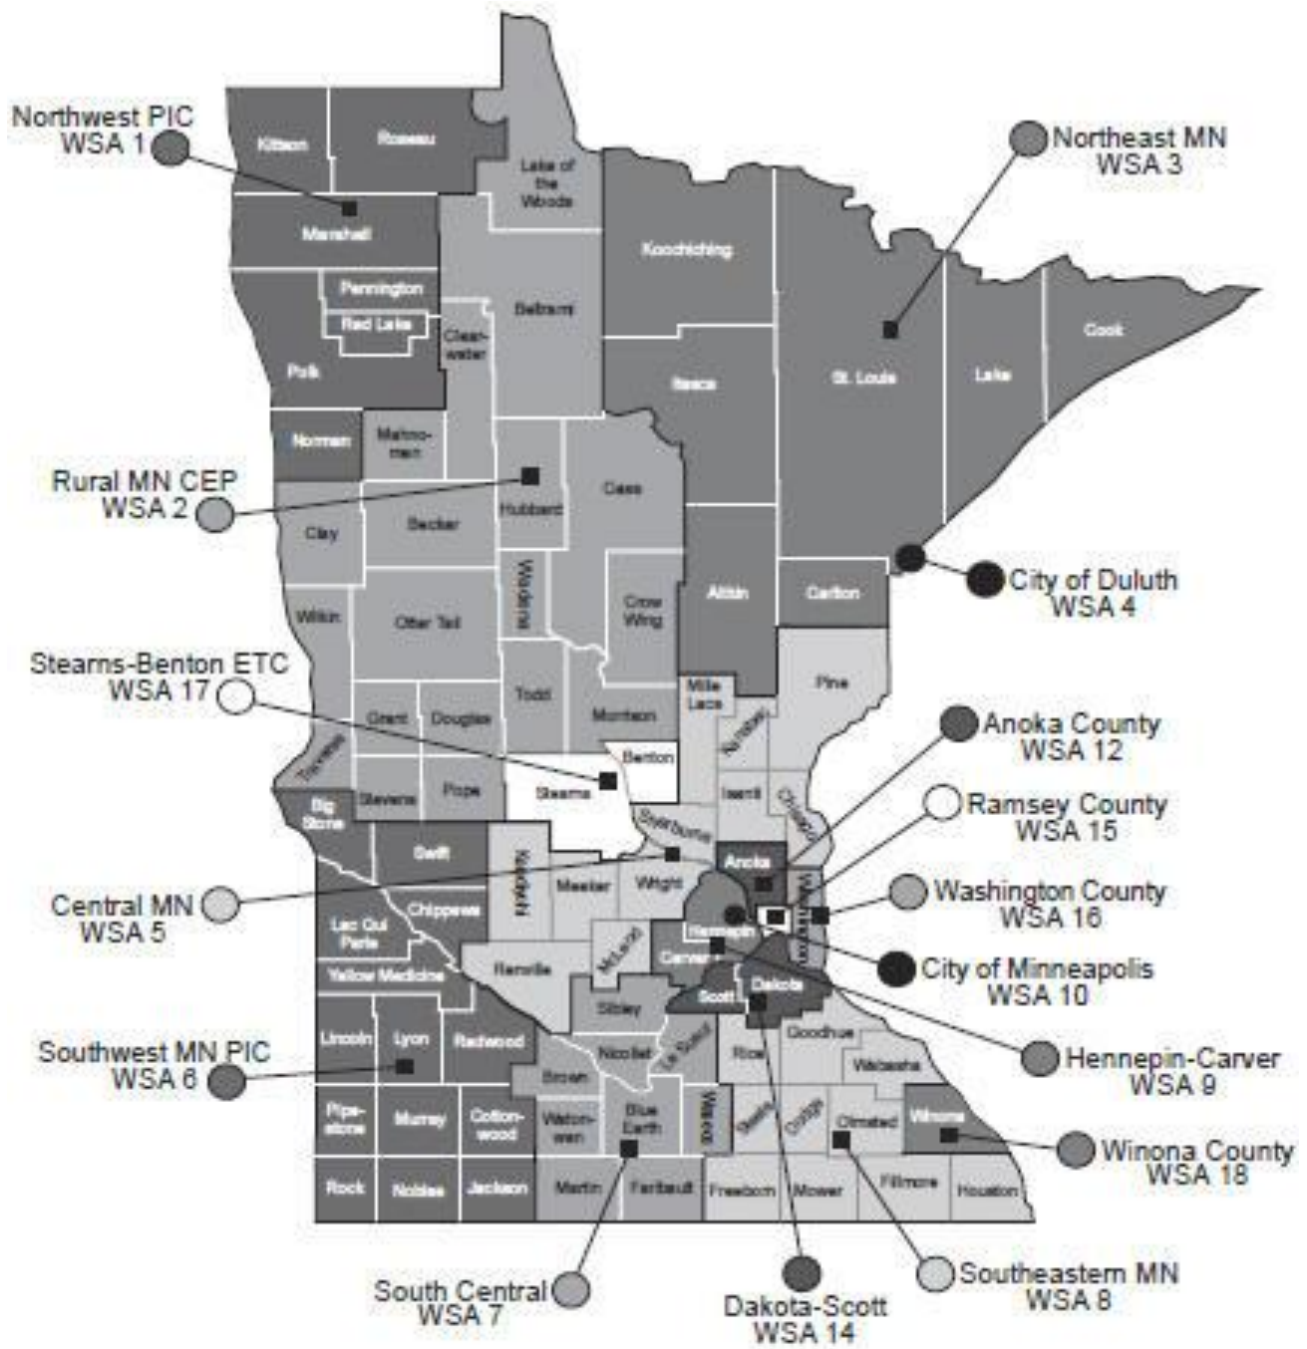 Northwest PIC
WSA 1
Northeast MN
WSA 3
Kittson
Roseau
Lake of
the
Woods
Marshall
Koochiching
Pennington
Red Lake
Beltrami
Clear-
water
Polk
Itasca
St. Louis
Lake
Cook
Norman
Mahno-
men
Rural MN CEP
WSA 2
Hubbard
Cass
Clay
Becker
Wadena
City of Duluth
WSA 4
Aitkin
Carlton
Crow
Wing
Wilkin
Otter Tail
Stearns-Benton ETC
WSA 17
Mille
Lacs
Pine
Todd
Morrison
Grant
Douglas
Kanabec
Anoka County
WSA 12
Traverse
Benton
Stearns
Stevens
Pope
Isanti
Chisago
Big
Stone
Ramsey County
WSA 15
Sherburne
Swift
Kandiyohi
Anoka
Meeker
Wright
Washington
Washington County
WSA 16
Central MN
WSA 5
Chippewa
Lac Qui
Parle
Hennepin
Carver
McLeod
City of Minneapolis
WSA 10
Yellow Medicine
Renville
Scott
Dakota
Sibley
Lincoln
Lyon
Redwood
Goodhue
Southwest MN PIC
WSA 6
Nicollet
Le Sueur
Rice
Wabasha
Hennepin-Carver
WSA 9
Brown
Pipe-
stone
Murray
Cotton-
wood
Waton-
wan
Blue
Earth
Waseca
Steele
Dodge
Olmsted
Winona
Winona County
WSA 18
Rock
Nobles
Jackson
Martin
Faribault
Freeborn
Mower
Fillmore
Houston
South Central
WSA 7
Dakota-Scott
WSA 14
Southeastern MN
WSA 8